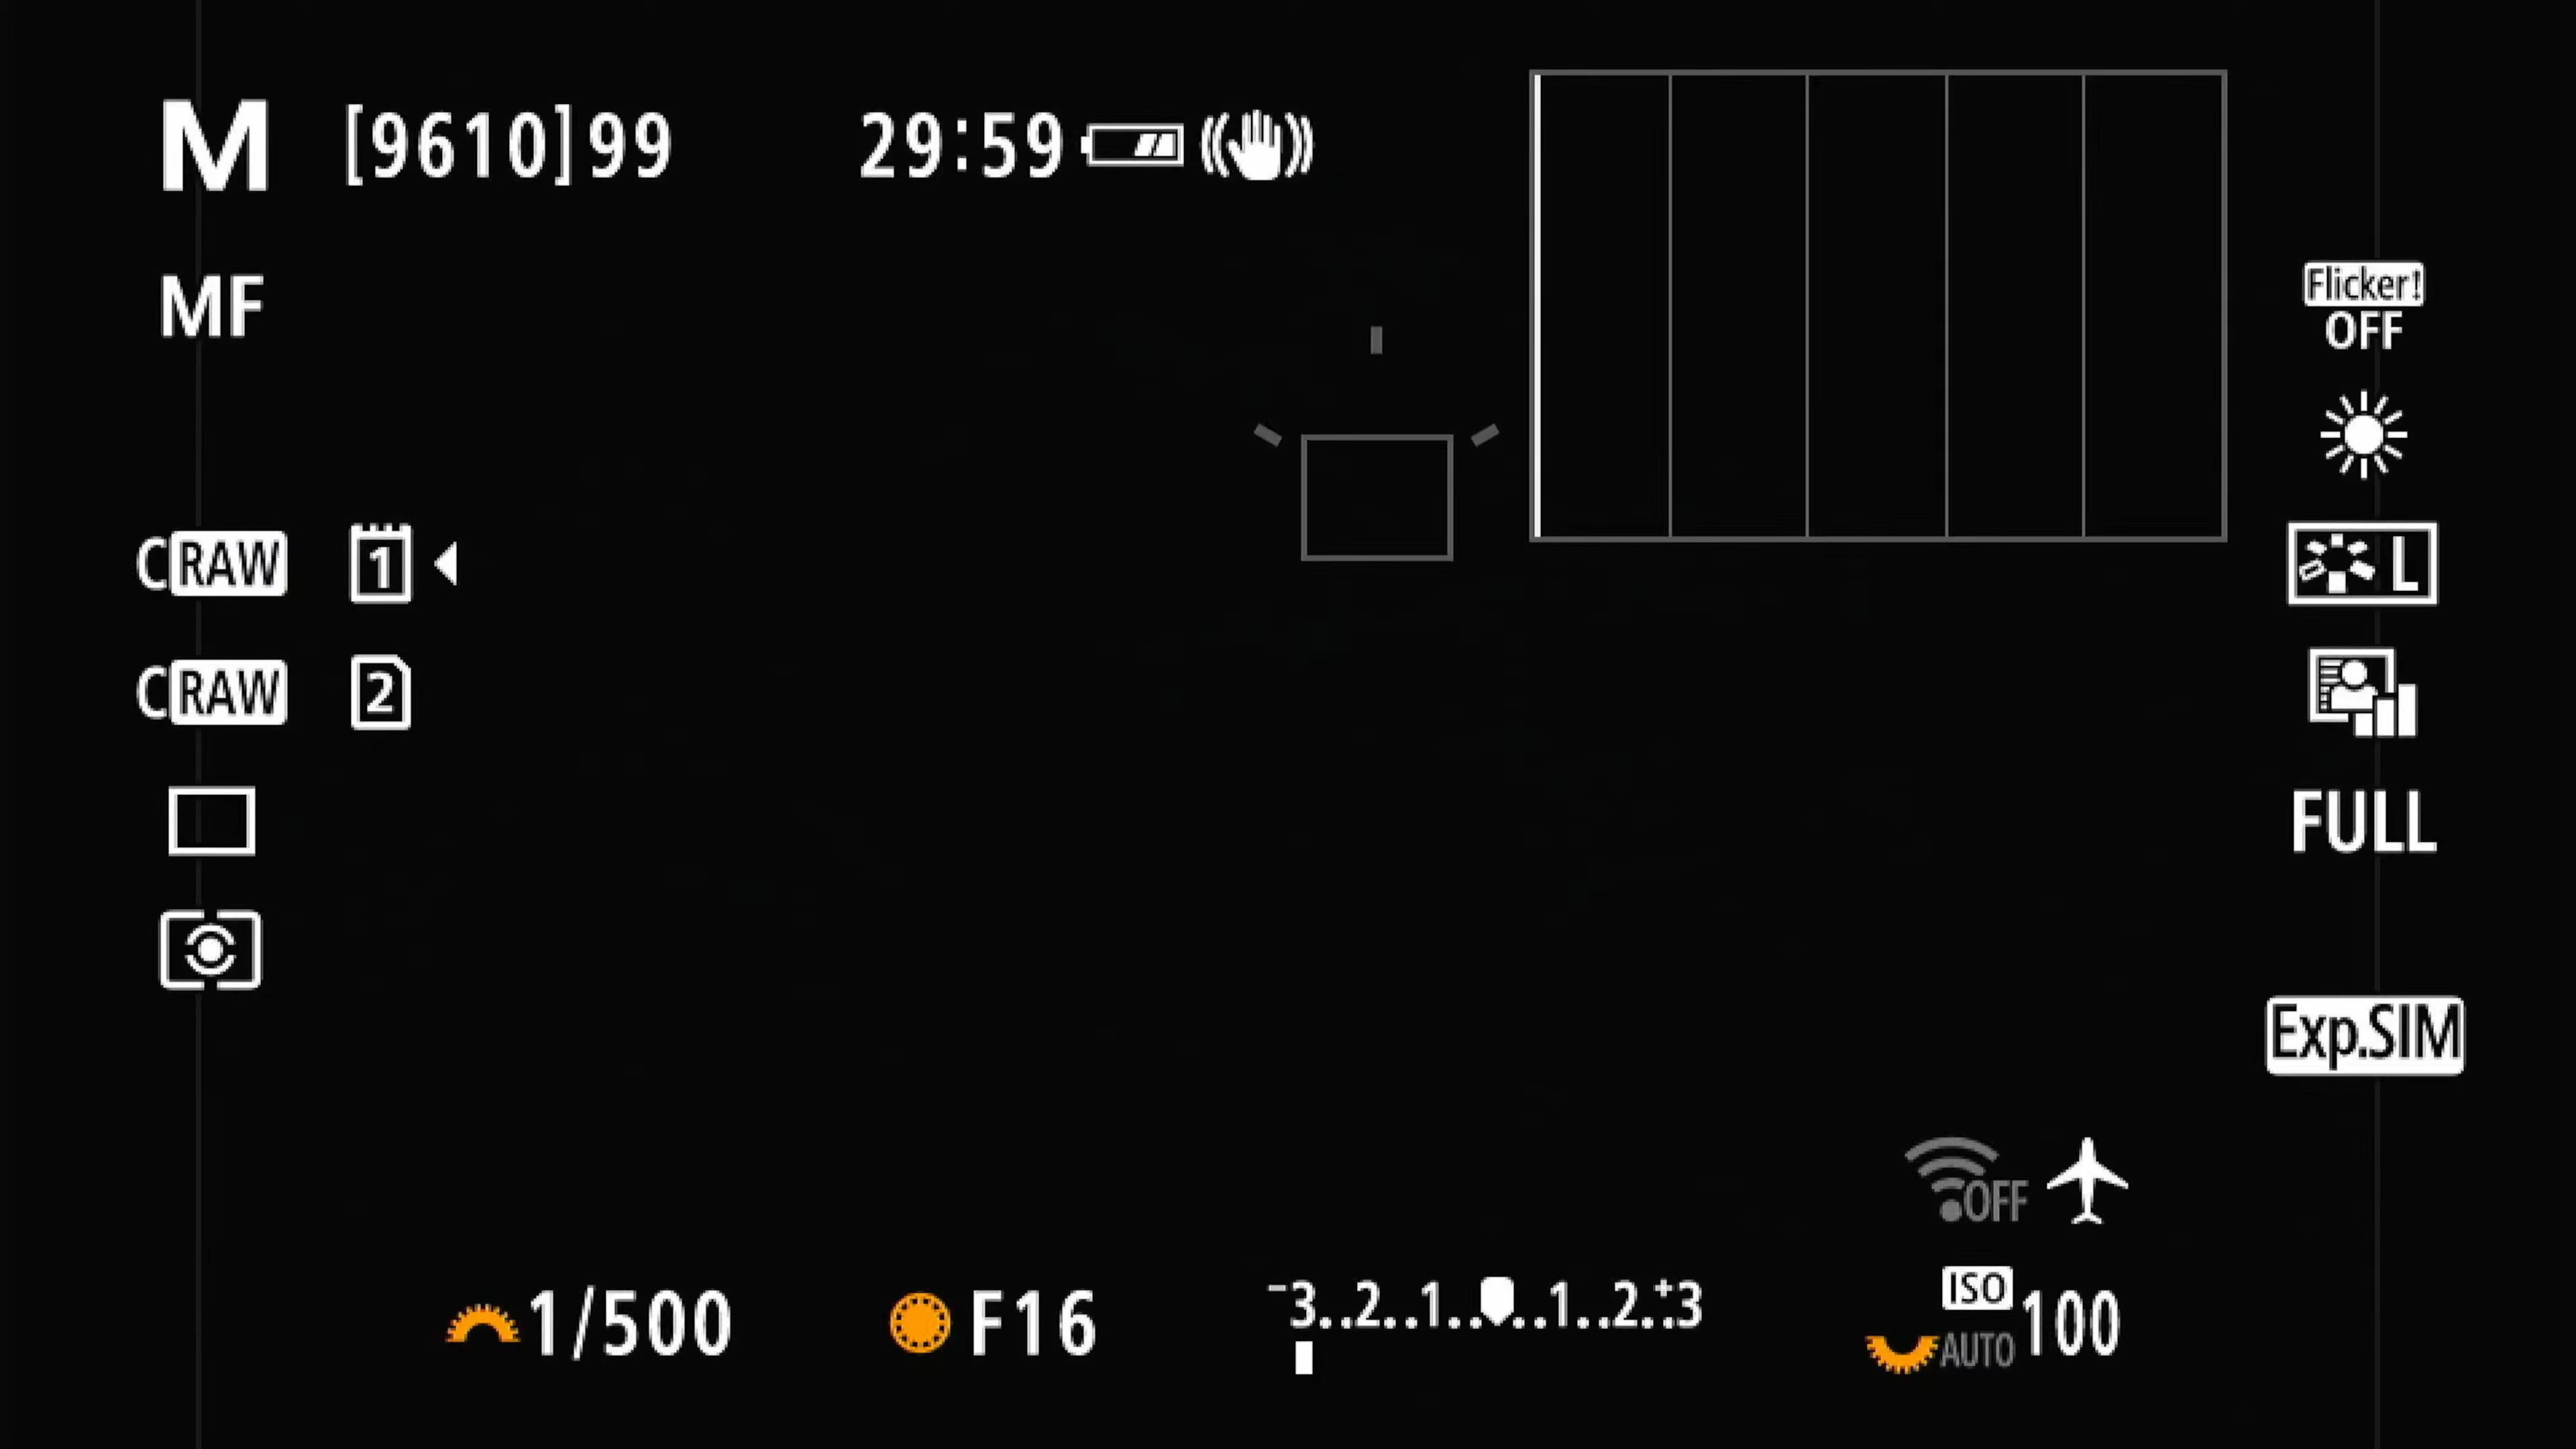 M [9610]99 29:59
MF
Flicker!
OFF
CRAW 1
L
CRAW 2
FULL
Exp.SIM
OFF
1/500 F16 -3..2..1....1..2.+3 ISO AUTO 100